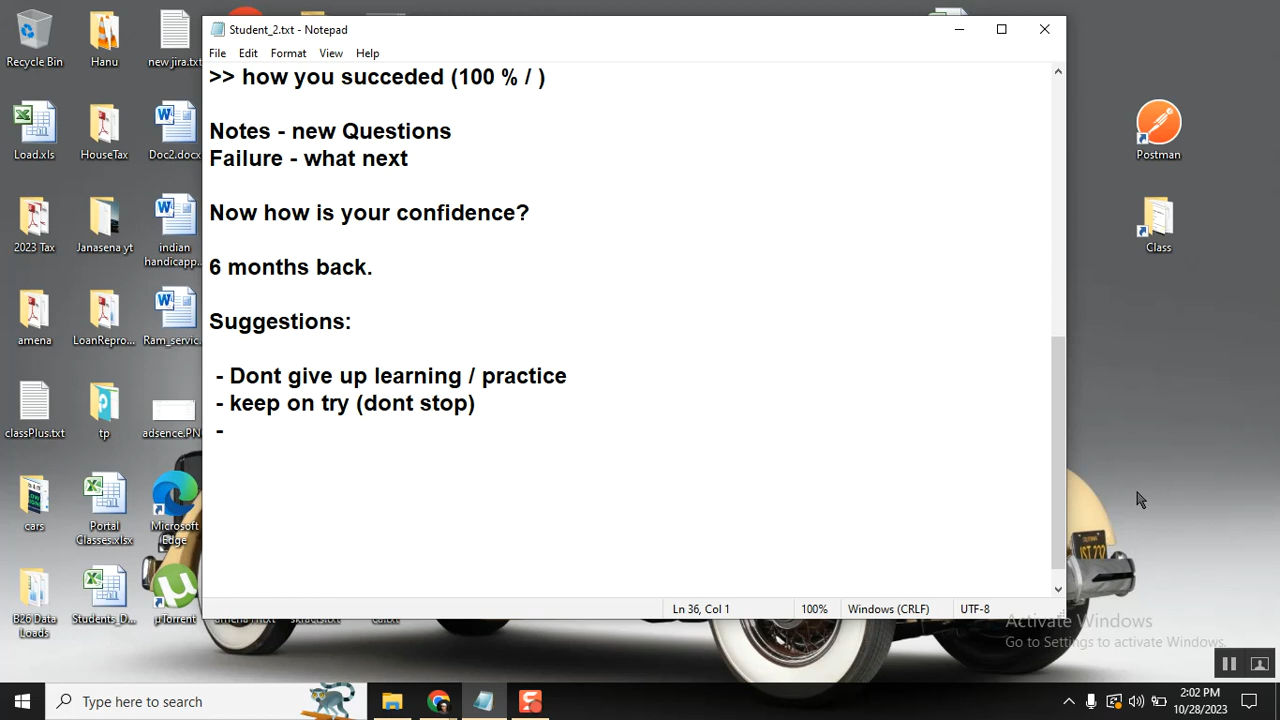 Student_2.txt - Notepad
File Edit Format View Help
>> how you succeded (100 % / )
Notes - new Questions
Failure - what next
Now how is your confidence?
6 months back.
Suggestions:
- Dont give up learning / practice
- keep on try (dont stop)
-
Ln 36, Col 1
100%
Windows (CRLF)
UTF-8
Recycle Bin
Hanu
new jira.txt
Load.xls
HouseTax
Doc2.docx
2023 Tax
Janasena yt
indian
handicapp...
amena
LoanRepro...
Ram_servic...
classPlus.txt
tp
adsence.PN
cars
Portal
Classes.xlsx
Microsoft
Edge
B26 Data
Loads
Students_D...
µTorrent
Postman
Class
Activate Windows
Go to Settings to activate Windows.
Type here to search
2:02 PM
10/28/2023